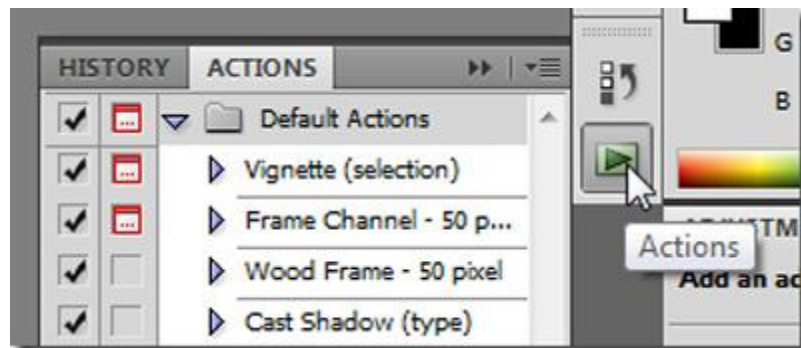 HISTORY ACTIONS
Default Actions
Vignette (selection)
Frame Channel - 50 p...
Wood Frame - 50 pixel
Cast Shadow (type)
G
B
Actions
Add an